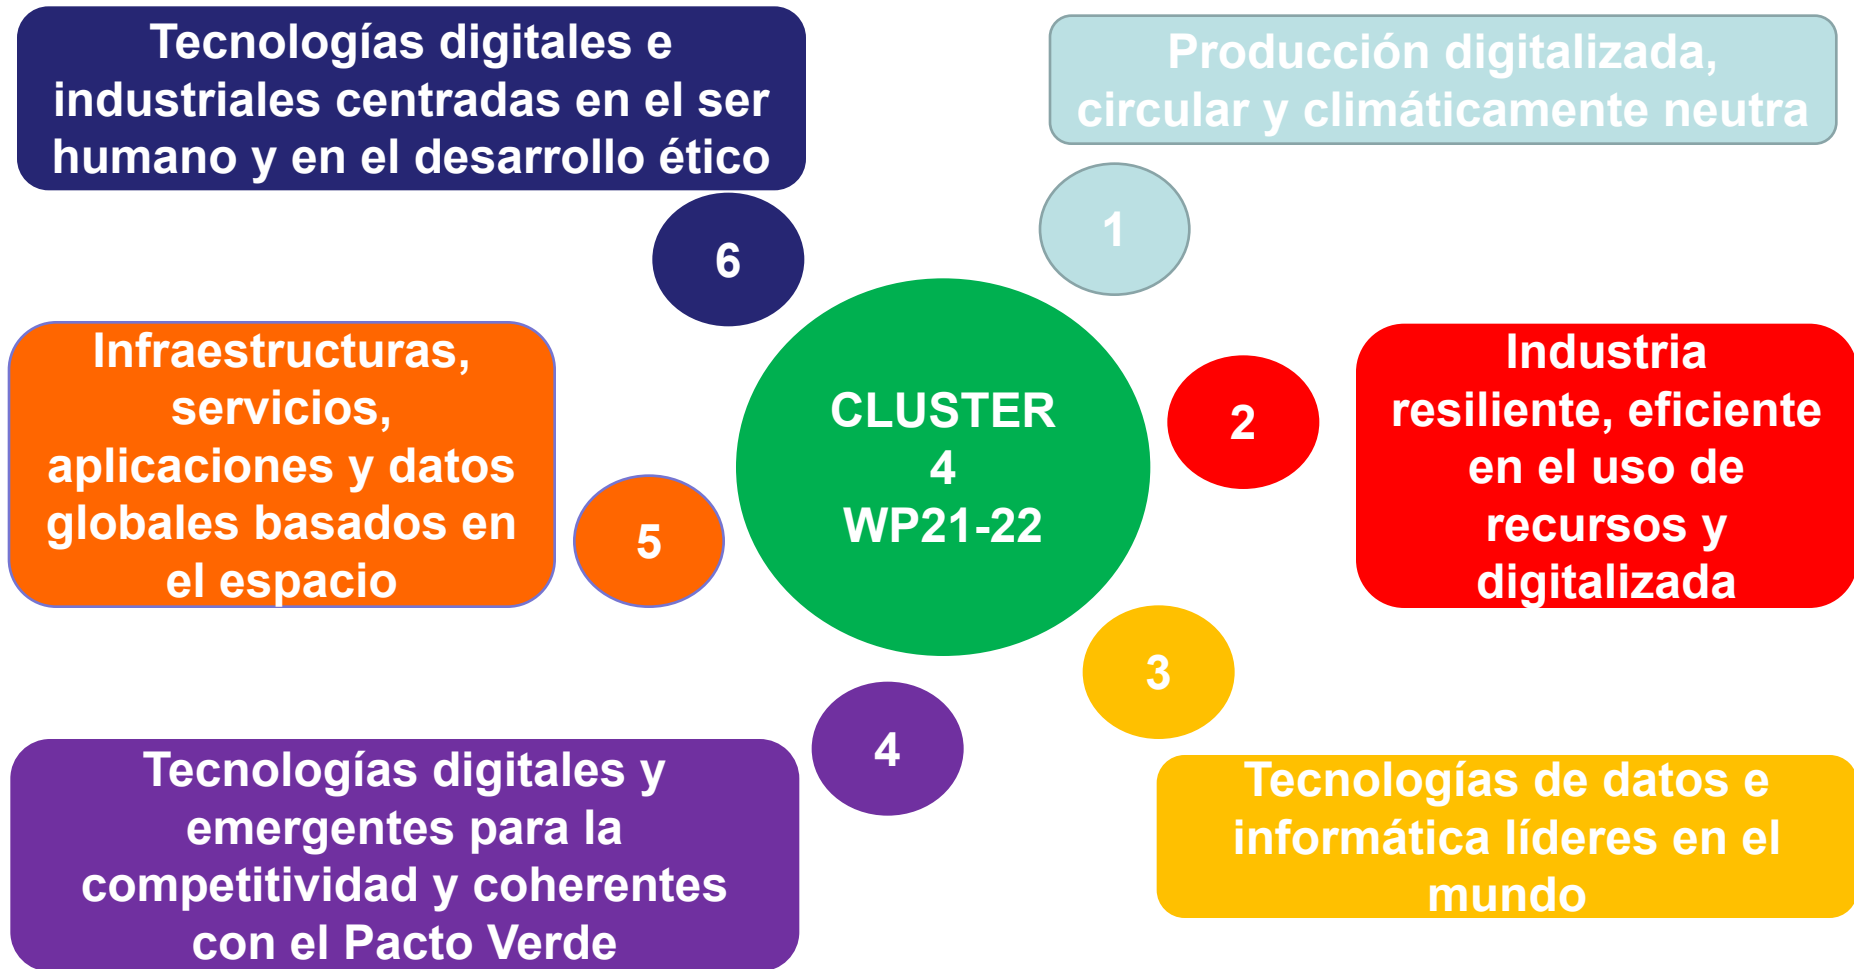 Tecnologías digitales e
industriales centradas en el ser
humano y en el desarrollo ético
Producción digitalizada,
circular y climáticamente neutra
6
1
Infraestructuras,
servicios,
aplicaciones y datos
globales basados en
el espacio
5
CLUSTER
4
WP21-22
2
Industria
resiliente, eficiente
en el uso de
recursos y
digitalizada
3
4
Tecnologías digitales y
emergentes para la
competitividad y coherentes
con el Pacto Verde
Tecnologías de datos e
informática líderes en el
mundo